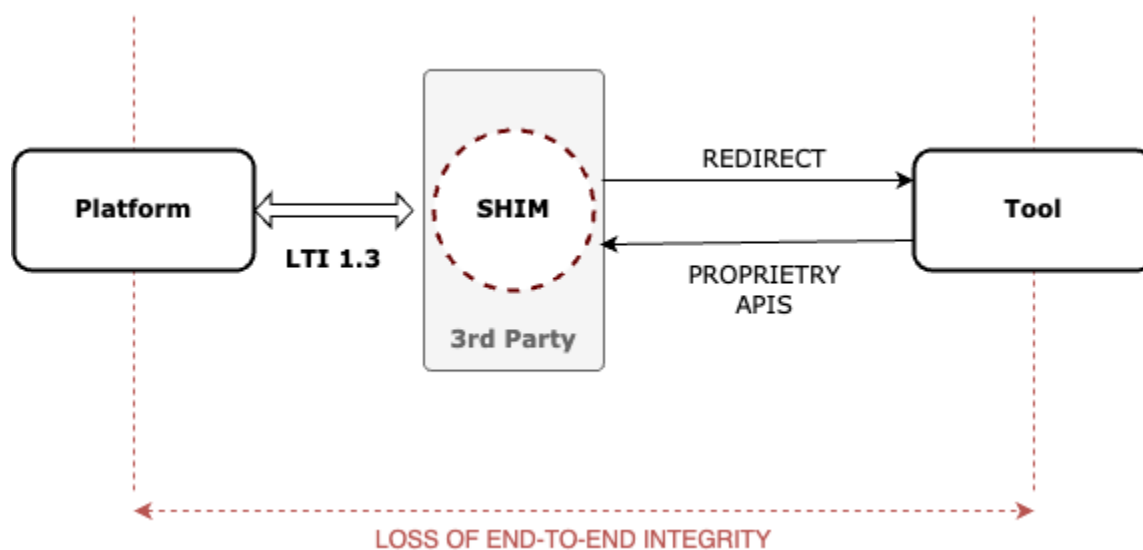 Platform
LTI 1.3
SHIM
3rd Party
REDIRECT
PROPRIETRY
APIS
Tool
LOSS OF END-TO-END INTEGRITY